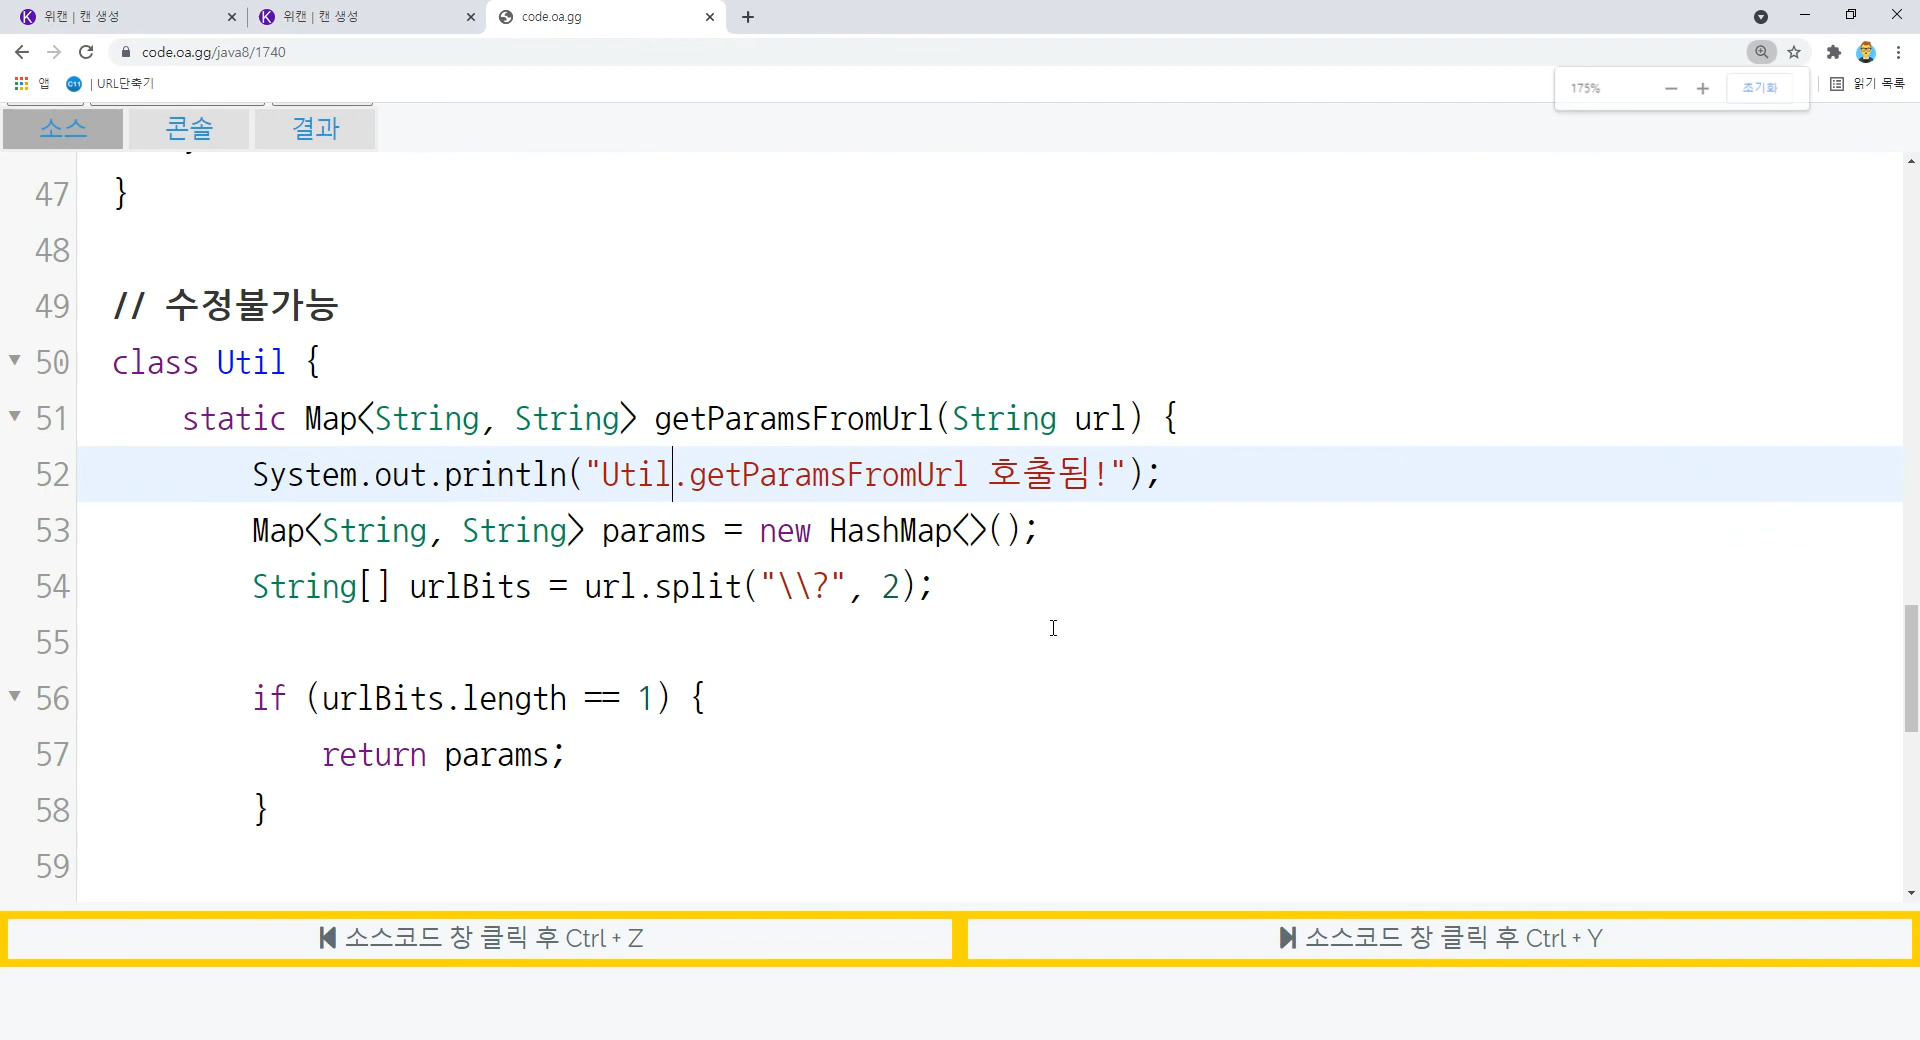 위캔 | 캔 생성
위캔 | 캔 생성
code.oa.gg
code.oa.gg/java8/1740
앱
C11
| URL단축기
175%
초기화
읽기 목록
소스
콘솔
결과
47 }
48
49 // 수정불가능
50 class Util {
51 static Map<String, String> getParamsFromUrl(String url) {
52 System.out.println("Util.getParamsFromUrl 호출됨!");
53 Map<String, String> params = new HashMap<>();
54 String[] urlBits = url.split("\\?", 2);
55
56 if (urlBits.length == 1) {
57 return params;
58 }
59
소스코드 창 클릭 후 Ctrl + Z
소스코드 창 클릭 후 Ctrl + Y